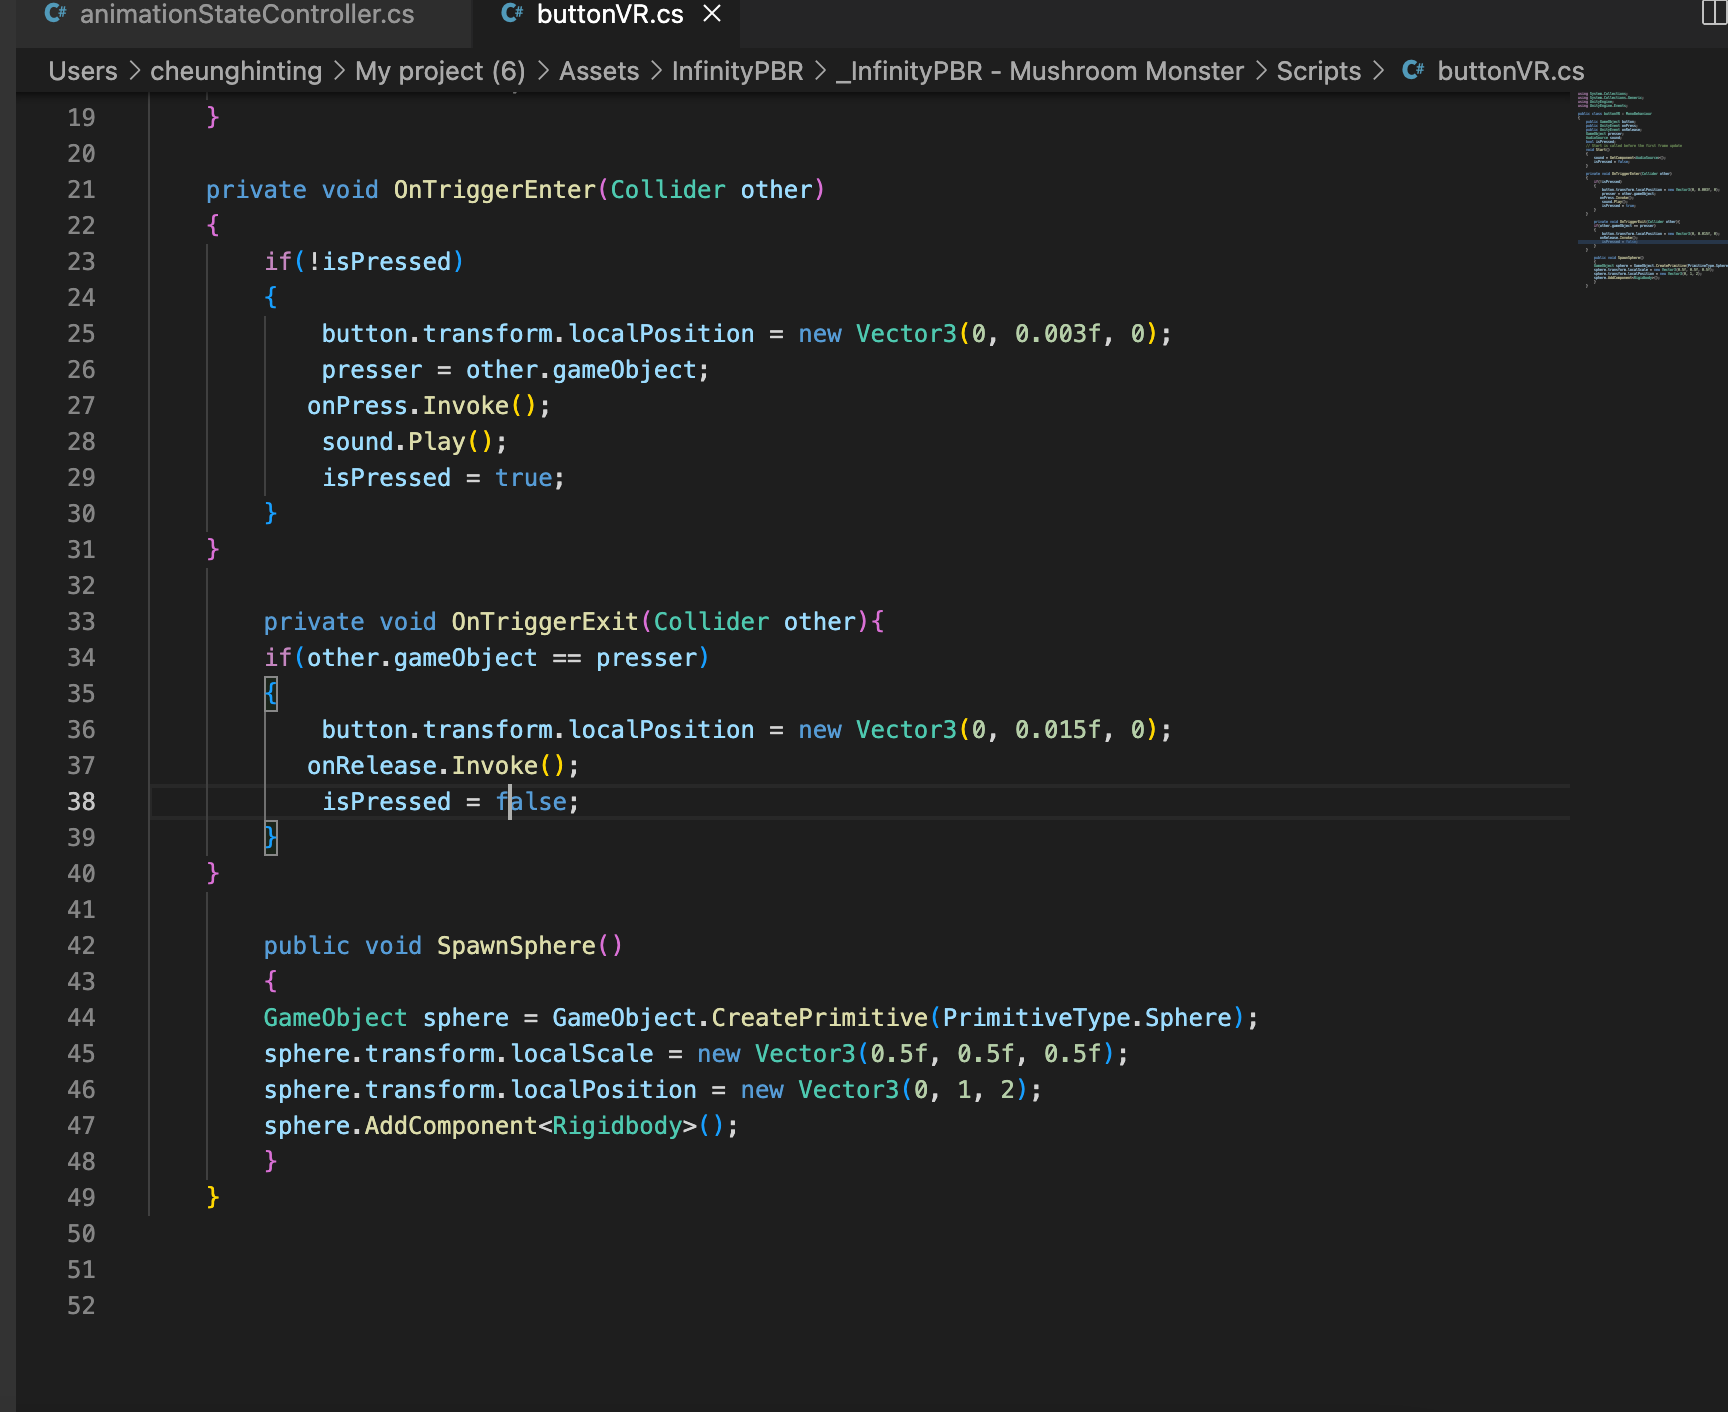 animationStateController.cs
buttonVR.cs
Users > cheunghinting > My project (6) > Assets > InfinityPBR > _InfinityPBR - Mushroom Monster > Scripts > buttonVR.cs
19 }
20
21 private void OnTriggerEnter(Collider other)
22 {
23 if(!isPressed)
24 {
25 button.transform.localPosition = new Vector3(0, 0.003f, 0);
26 presser = other.gameObject;
27 onPress.Invoke();
28 sound.Play();
29 isPressed = true;
30 }
31 }
32
33 private void OnTriggerExit(Collider other){
34 if(other.gameObject == presser)
35 {
36 button.transform.localPosition = new Vector3(0, 0.015f, 0);
37 onRelease.Invoke();
38 isPressed = false;
39 }
40 }
41
42 public void SpawnSphere()
43 {
44 GameObject sphere = GameObject.CreatePrimitive(PrimitiveType.Sphere);
45 sphere.transform.localScale = new Vector3(0.5f, 0.5f, 0.5f);
46 sphere.transform.localPosition = new Vector3(0, 1, 2);
47 sphere.AddComponent<Rigidbody>();
48 }
49 }
50
51
52